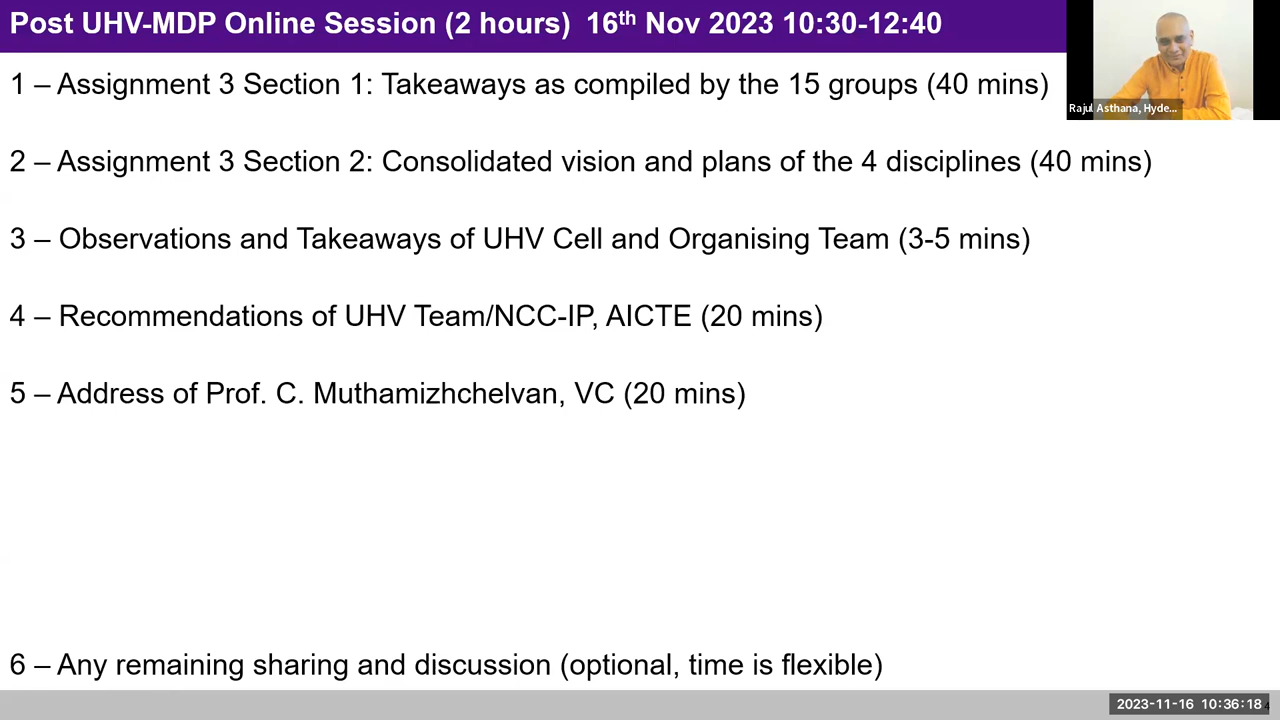 Post UHV-MDP Online Session (2 hours)  16th Nov 2023 10:30-12:40
1 – Assignment 3 Section 1: Takeaways as compiled by the 15 groups (40 mins)
Rajul Asthana, Hyde...
2 – Assignment 3 Section 2: Consolidated vision and plans of the 4 disciplines (40 mins)
3 – Observations and Takeaways of UHV Cell and Organising Team (3-5 mins)
4 – Recommendations of UHV Team/NCC-IP, AICTE (20 mins)
5 – Address of Prof. C. Muthamizhchelvan, VC (20 mins)
6 – Any remaining sharing and discussion (optional, time is flexible)
2023-11-16 10:36:18